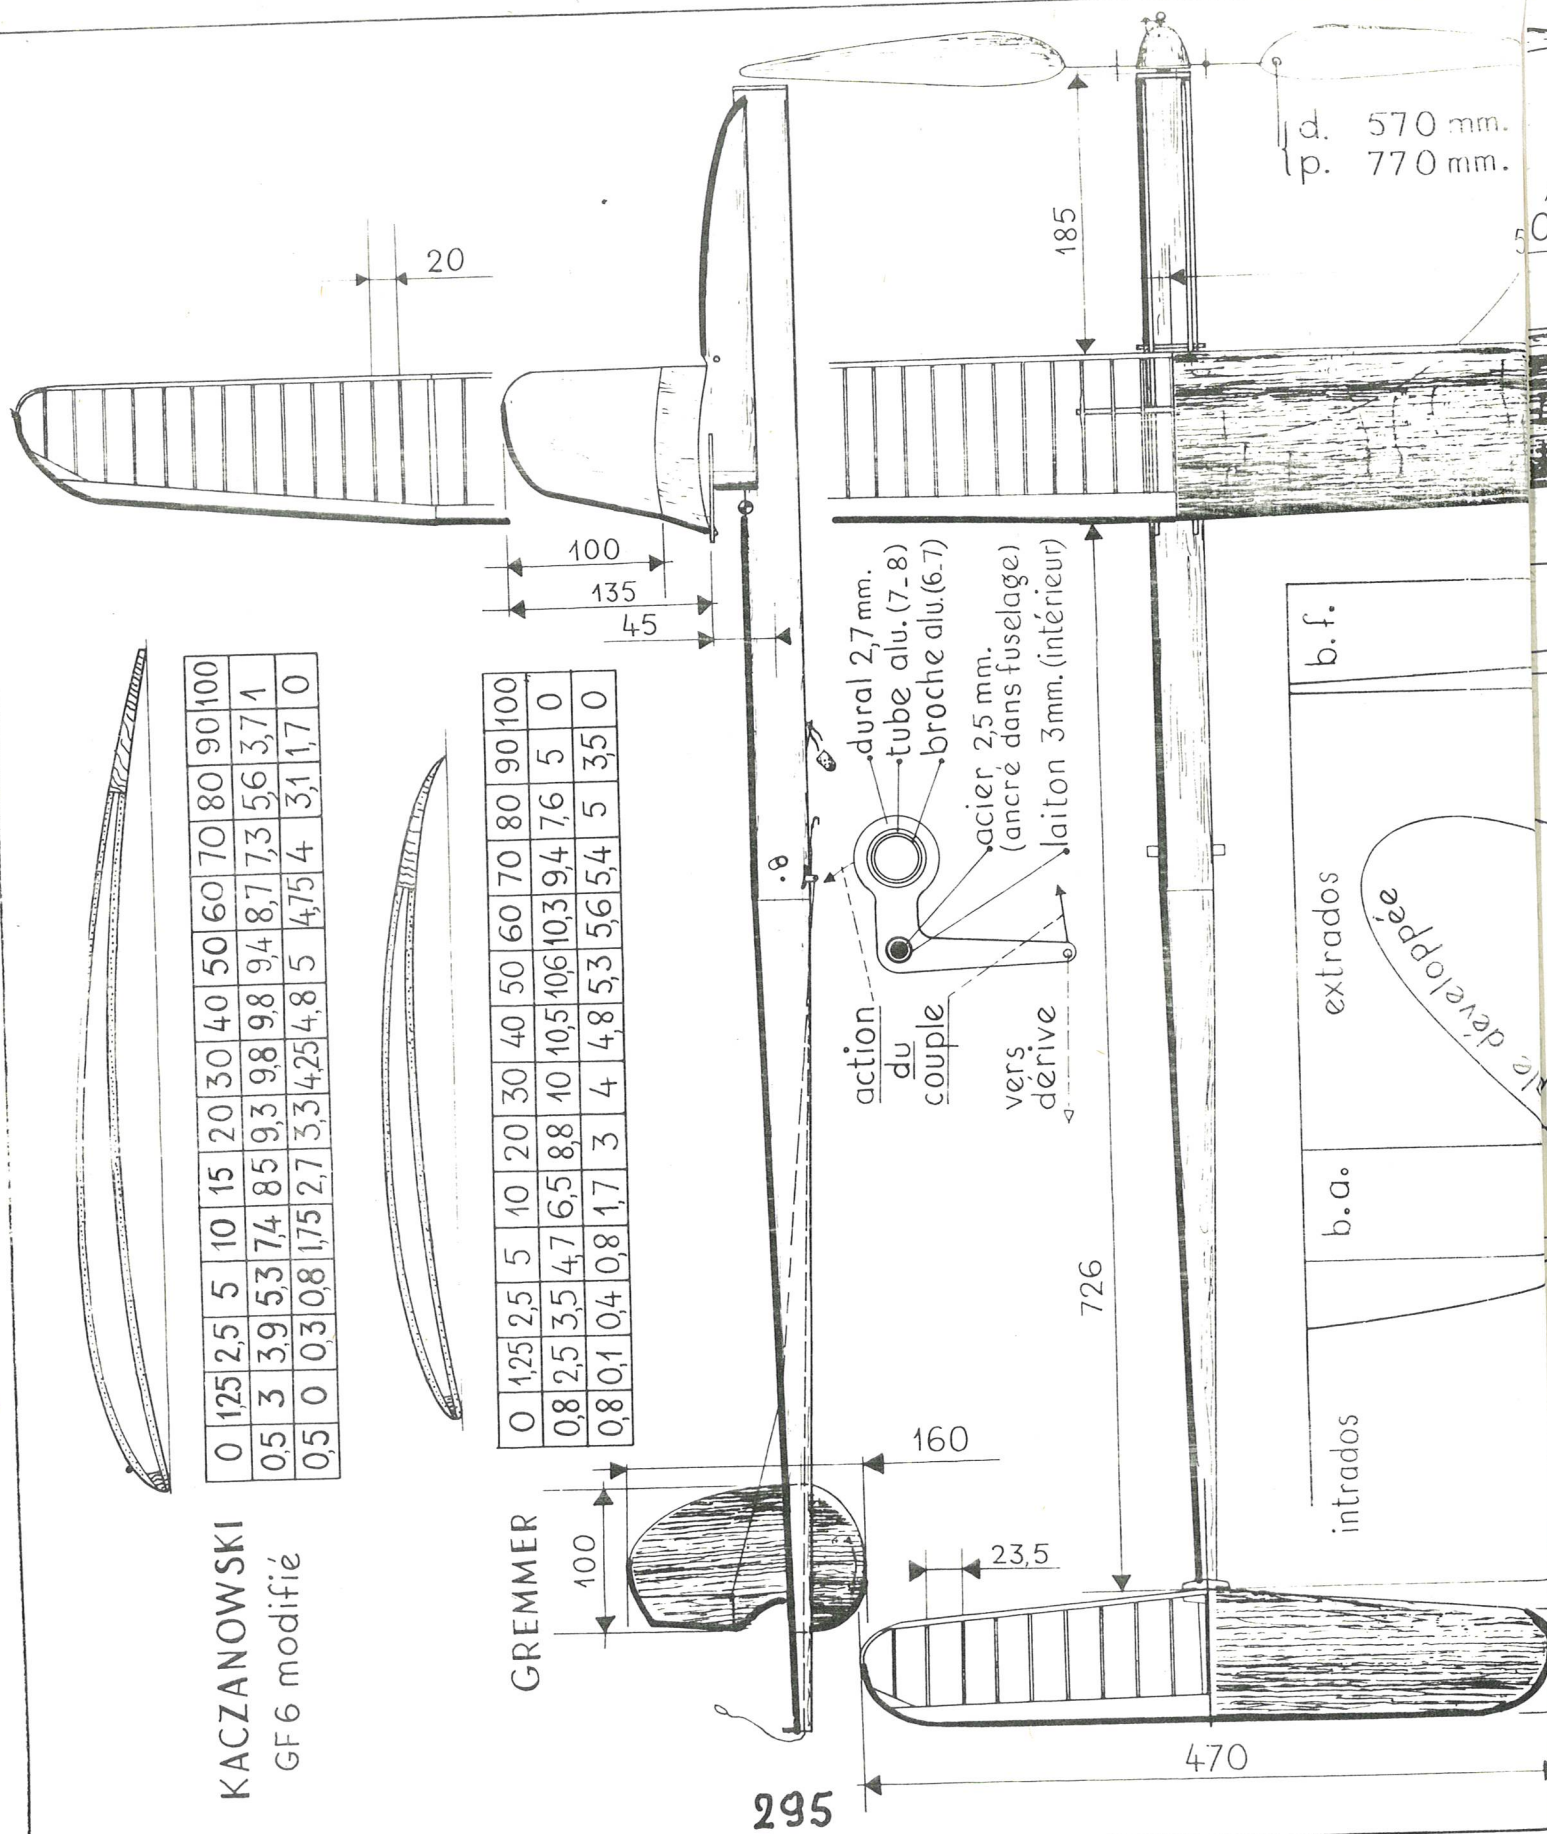 d. 570 mm.
p. 770 mm.
185
20
100
135
45
KACZANOWSKI
GF6 modifié
0 1,25 2,5 5 10 15 20 30 40 50 60 70 80 90 100
0,5 3 3,9 5,3 7,4 8,5 9,3 9,8 9,8 9,4 8,7 7,3 5,6 3,7 1
0,5 0 0,3 0,8 1,75 2,7 3,3 4,25 4,8 5 4,75 4 3,1 1,7 0
GREMMER
0 1,25 2,5 5 10 20 30 40 50 60 70 80 90 100
0,8 2,5 3,5 4,7 6,5 8,8 10 10,5 10,6 10,3 9,4 7,6 5 0
0,8 0,1 0,4 0,8 1,7 3 4 4,8 5,3 5,6 5,4 5 3,5 0
dural 2,7 mm.
tube alu. (7-8)
broche alu. (6-7)
acier 2,5 mm.
(ancré dans fuselage)
laiton 3mm. (intérieur)
action
du
couple
vers
dérive
.8
726
b.f.
extrados
développée
b.a.
intrados
160
100
23,5
470
295